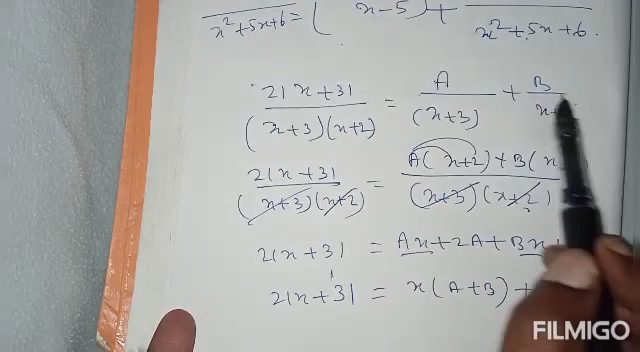 x²+5x+6 = ( x-5) + x²+5x+6.
21x+31 / (x+3)(x+2) = A / (x+3) + B / x+
21x+31 / (x+3)(x+2) = A(x+2)+B(x / (x+3)(x+2)
21x+31 = Ax+2A+Bx+
21x+31 = x(A+B)+
FILMIGO